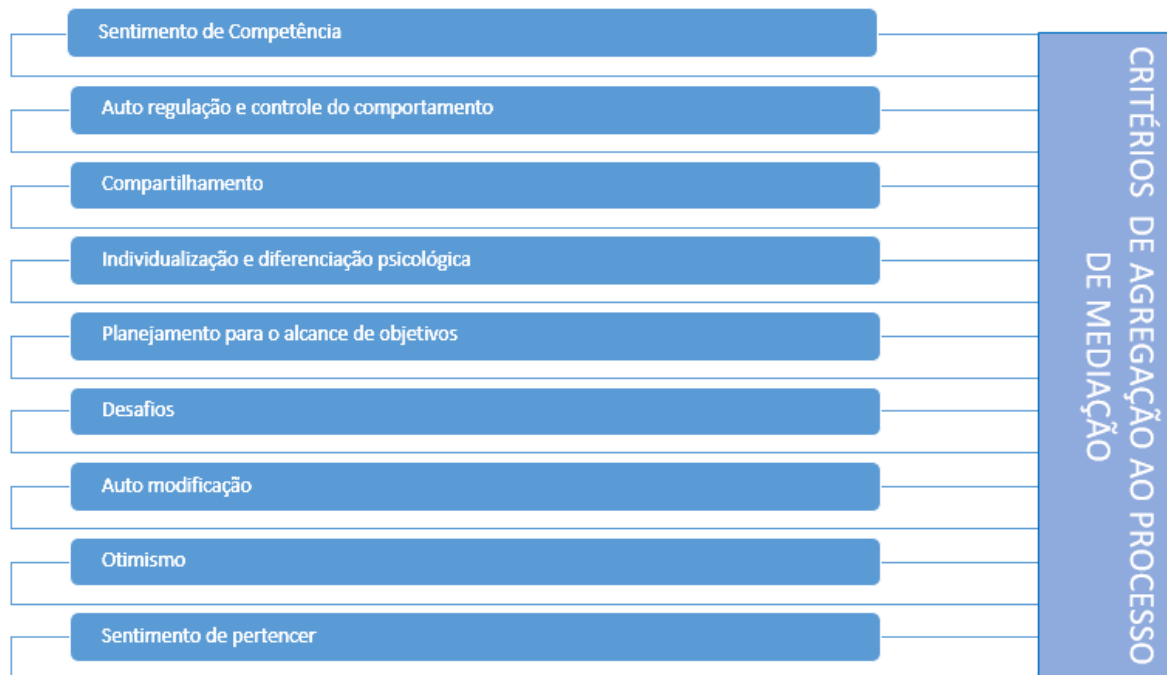 Sentimento de Competência
Auto regulação e controle do comportamento
Compartilhamento
Individualização e diferenciação psicológica
Planejamento para o alcance de objetivos
Desafios
Auto modificação
Otimismo
Sentimento de pertencer
CRITÉRIOS DE AGREGAÇÃO AO PROCESSO
DE MEDIAÇÃO